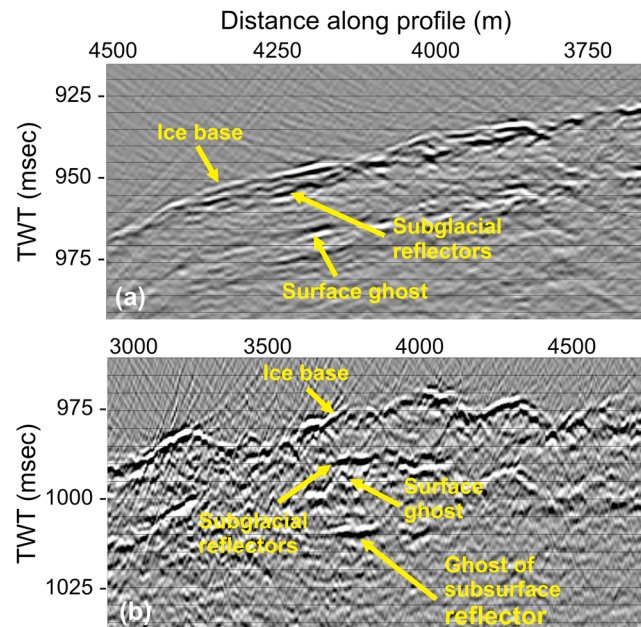 Distance along profile (m)
4500 4250 4000 3750
TWT (msec)
925 -
950 -
975 -
Ice base
Subglacial
reflectors
Surface ghost
(a)
3000 3500 4000 4500
TWT (msec)
975 -
1000 -
1025 -
Ice base
Surface
ghost
Subglacial
reflectors
Ghost of
subsurface
reflector
(b)